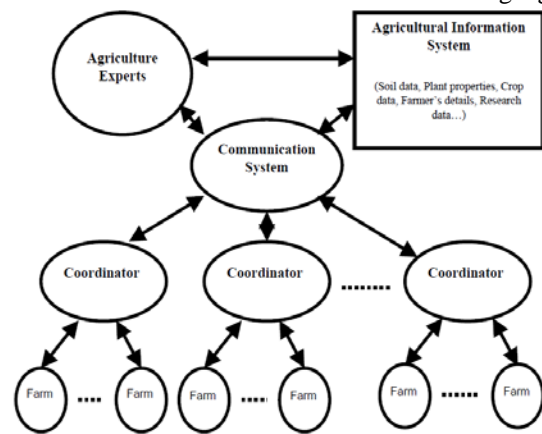 Agriculture
Experts
Agricultural Information
System
(Soil data, Plant properties, Crop
data, Farmer`s details, Research
data…)
Communication
System
Coordinator
Coordinator
Coordinator
Farm
Farm
Farm
Farm
Farm
Farm